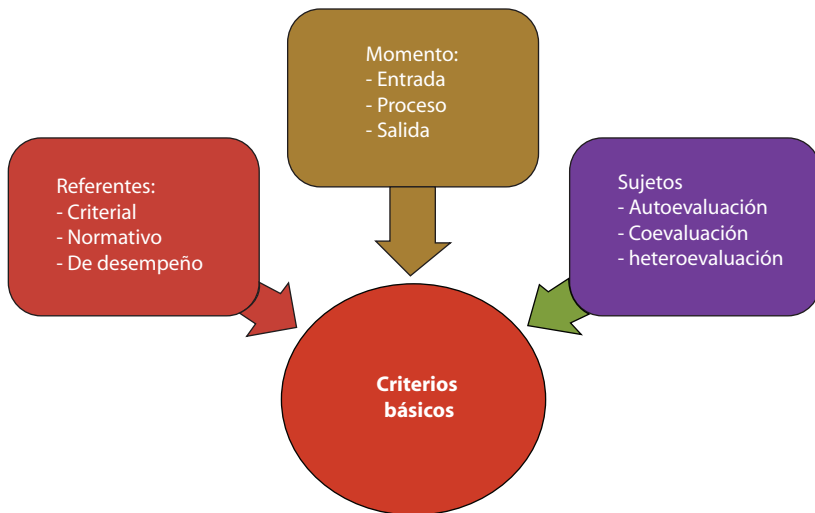 Momento:
- Entrada
- Proceso
- Salida
Referentes:
- Criterial
- Normativo
- De desempeño
Sujetos
- Autoevaluación
- Coevaluación
- heteroevaluación
Criterios
básicos